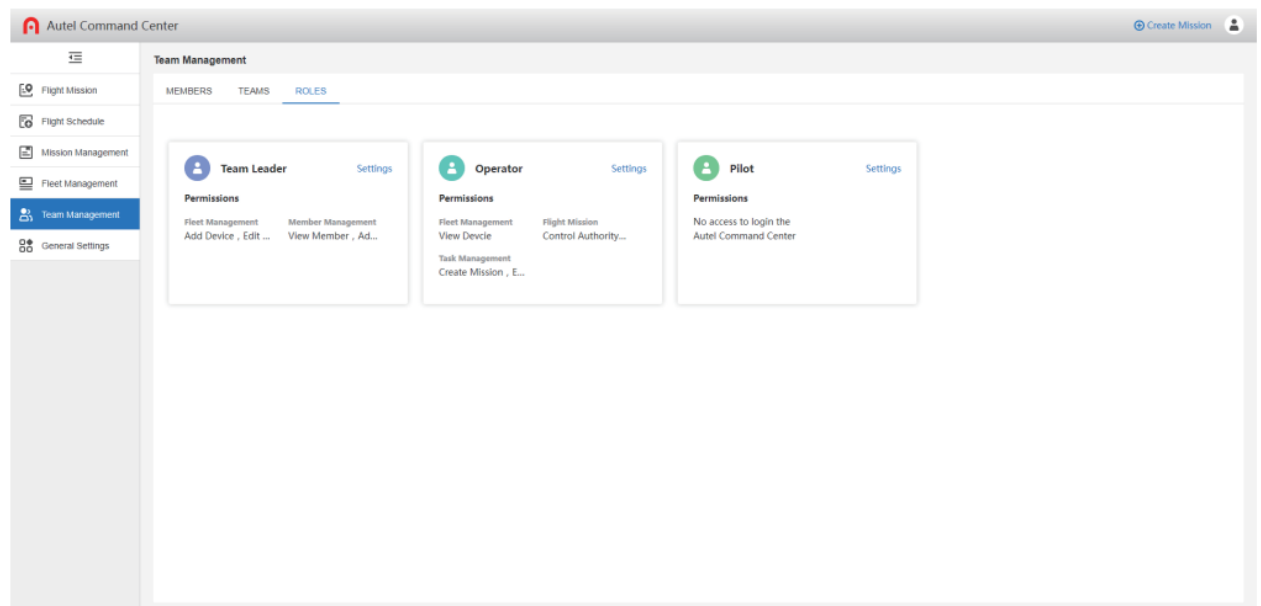 Autel Command Center
Create Mission
Team Management
Flight Mission
MEMBERS TEAMS ROLES
Flight Schedule
Mission Management
Fleet Management
Team Management
General Settings
Team Leader Settings
Permissions
Fleet Management Member Management
Add Device , Edit ... View Member , Ad...
Operator Settings
Permissions
Fleet Management Flight Mission
View Devcie Control Authority...
Task Management
Create Mission , E...
Pilot Settings
Permissions
No access to login the
Autel Command Center